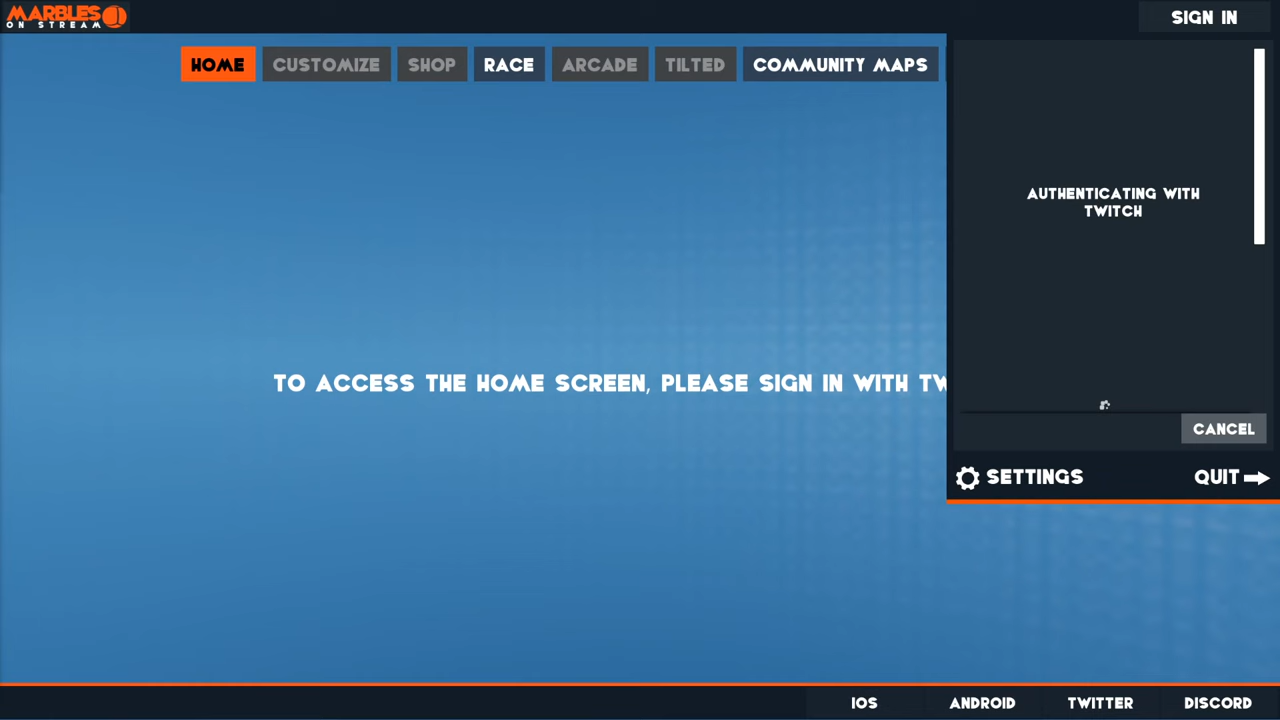 MARBLES
ON STREAM
SIGN IN
HOME
CUSTOMIZE
SHOP
RACE
ARCADE
TILTED
COMMUNITY MAPS
AUTHENTICATING WITH
TWITCH
TO ACCESS THE HOME SCREEN, PLEASE SIGN IN WITH
CANCEL
SETTINGS
QUIT
IOS
ANDROID
TWITTER
DISCORD